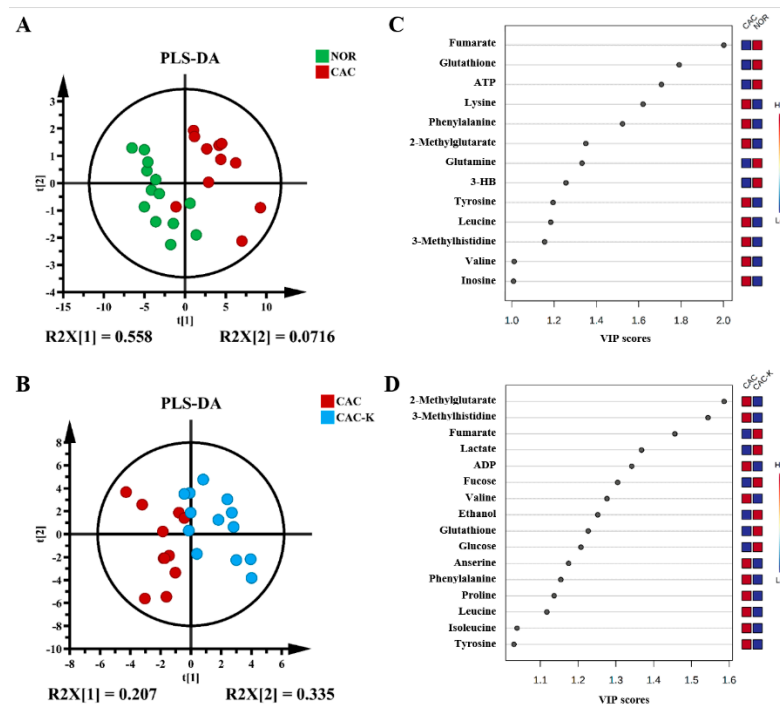 A
PLS-DA
NOR
CAC
t[2]
3
2
1
0
-1
-2
-3
-4
-15
-10
-5
0
5
10
15
t[1]
R2X[1] = 0.558
R2X[2] = 0.0716
B
PLS-DA
CAC
CAC-K
t[2]
8
6
4
2
0
-2
-4
-6
-8
-10
-8
-6
-4
-2
0
2
4
6
t[1]
R2X[1] = 0.207
R2X[2] = 0.335
C
CAC
NOR
Fumarate
Glutathione
ATP
Lysine
Phenylalanine
2-Methylglutarate
Glutamine
3-HB
Tyrosine
Leucine
3-Methylhistidine
Valine
Inosine
H
L
1.0
1.2
1.4
1.6
1.8
2.0
VIP scores
D
CAC
CAC-K
2-Methylglutarate
3-Methylhistidine
Fumarate
Lactate
ADP
Fucose
Valine
Ethanol
Glutathione
Glucose
Anserine
Phenylalanine
Proline
Leucine
Isoleucine
Tyrosine
H
L
1.1
1.2
1.3
1.4
1.5
1.6
VIP scores